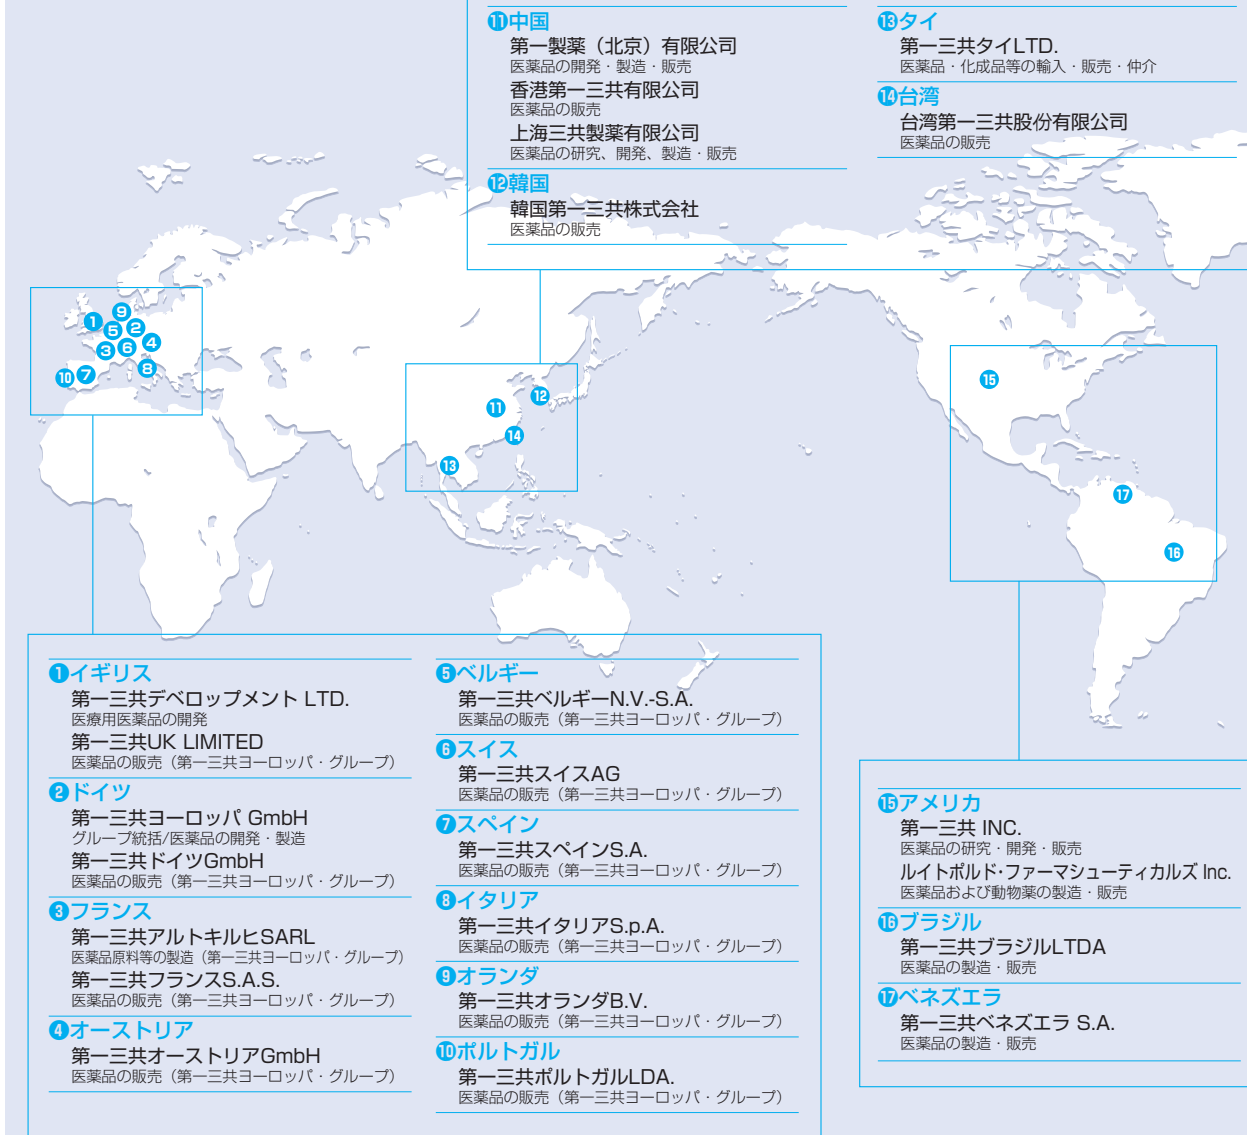 ⓫中国
第一製薬（北京）有限公司
医薬品の開発・製造・販売
香港第一三共有限公司
医薬品の販売
上海三共製薬有限公司
医薬品の研究、開発、製造・販売
⓬韓国
韓国第一三共株式会社
医薬品の販売
⓭タイ
第一三共タイLTD.
医薬品・化成品等の輸入・販売・仲介
⓮台湾
台湾第一三共股份有限公司
医薬品の販売
❾
❶
❺
❷
❸
❻
❹
❿
❼
❽
⓫
⓬
⓮
⓭
⓯
⓱
⓰
❶イギリス
第一三共デベロップメント LTD.
医療用医薬品の開発
第一三共UK LIMITED
医薬品の販売（第一三共ヨーロッパ・グループ）
❷ドイツ
第一三共ヨーロッパ GmbH
グループ統括/医薬品の開発・製造
第一三共ドイツGmbH
医薬品の販売（第一三共ヨーロッパ・グループ）
❸フランス
第一三共アルトキルヒSARL
医薬品原料等の製造（第一三共ヨーロッパ・グループ）
第一三共フランスS.A.S.
医薬品の販売（第一三共ヨーロッパ・グループ）
❹オーストリア
第一三共オーストリアGmbH
医薬品の販売（第一三共ヨーロッパ・グループ）
❺ベルギー
第一三共ベルギーN.V.-S.A.
医薬品の販売（第一三共ヨーロッパ・グループ）
❻スイス
第一三共スイスAG
医薬品の販売（第一三共ヨーロッパ・グループ）
❼スペイン
第一三共スペインS.A.
医薬品の販売（第一三共ヨーロッパ・グループ）
❽イタリア
第一三共イタリアS.p.A.
医薬品の販売（第一三共ヨーロッパ・グループ）
❾オランダ
第一三共オランダB.V.
医薬品の販売（第一三共ヨーロッパ・グループ）
❿ポルトガル
第一三共ポルトガルLDA.
医薬品の販売（第一三共ヨーロッパ・グループ）
⓯アメリカ
第一三共 INC.
医薬品の研究・開発・販売
ルイトポルド・ファーマシューティカルズ Inc.
医薬品および動物薬の製造・販売
⓰ブラジル
第一三共ブラジルLTDA
医薬品の製造・販売
⓱ベネズエラ
第一三共ベネズエラ S.A.
医薬品の製造・販売